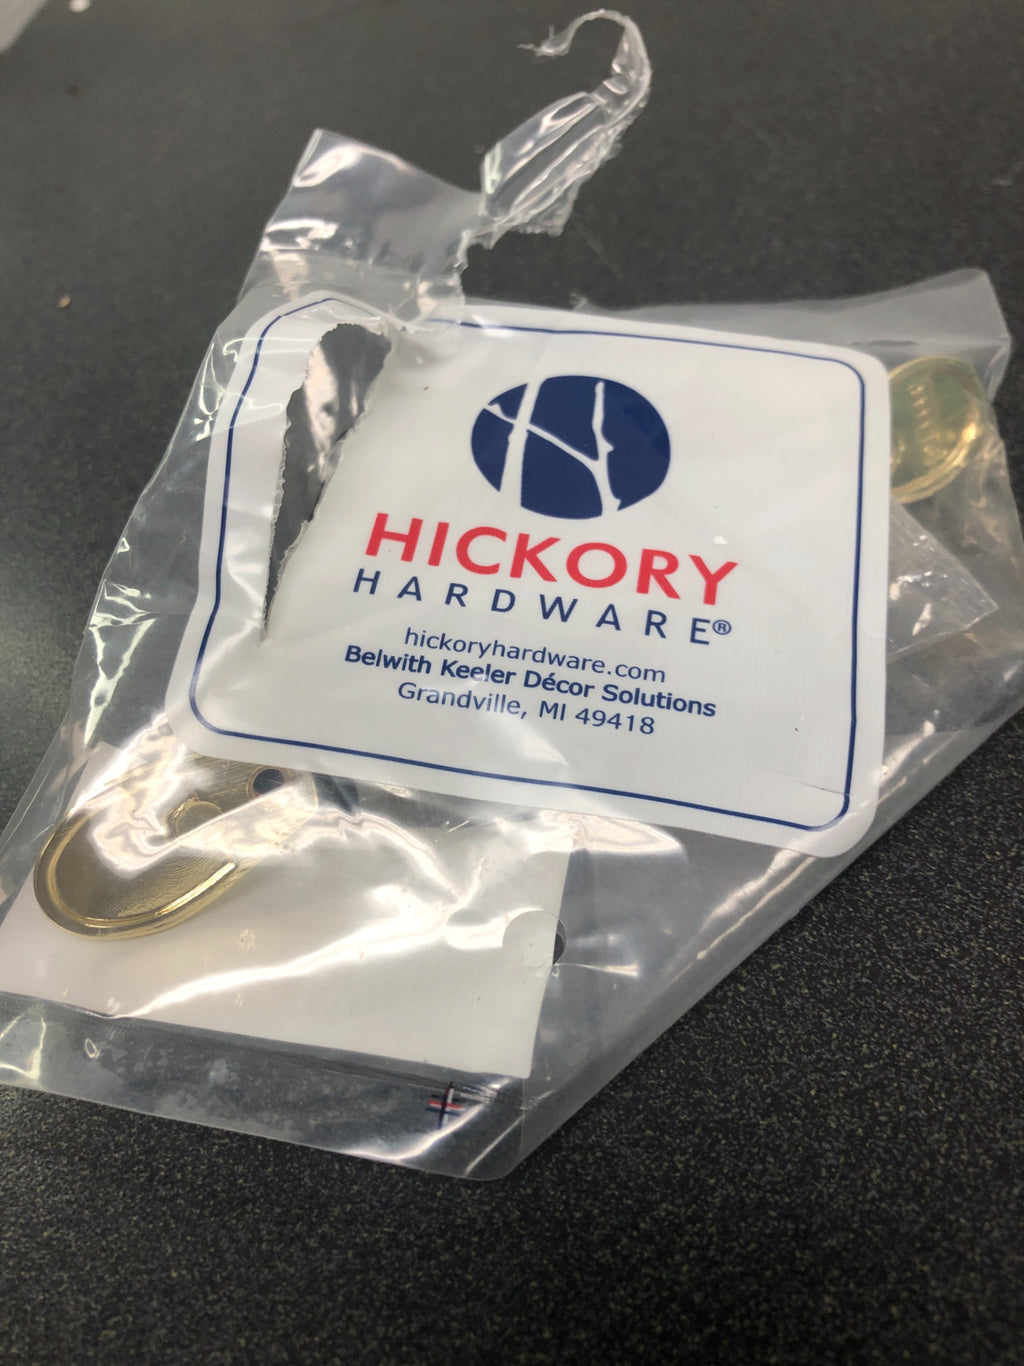 HICKORY
HARDWARE®
hickoryhardware.com
Belwith Keeler Décor Solutions
Grandville, MI 49418